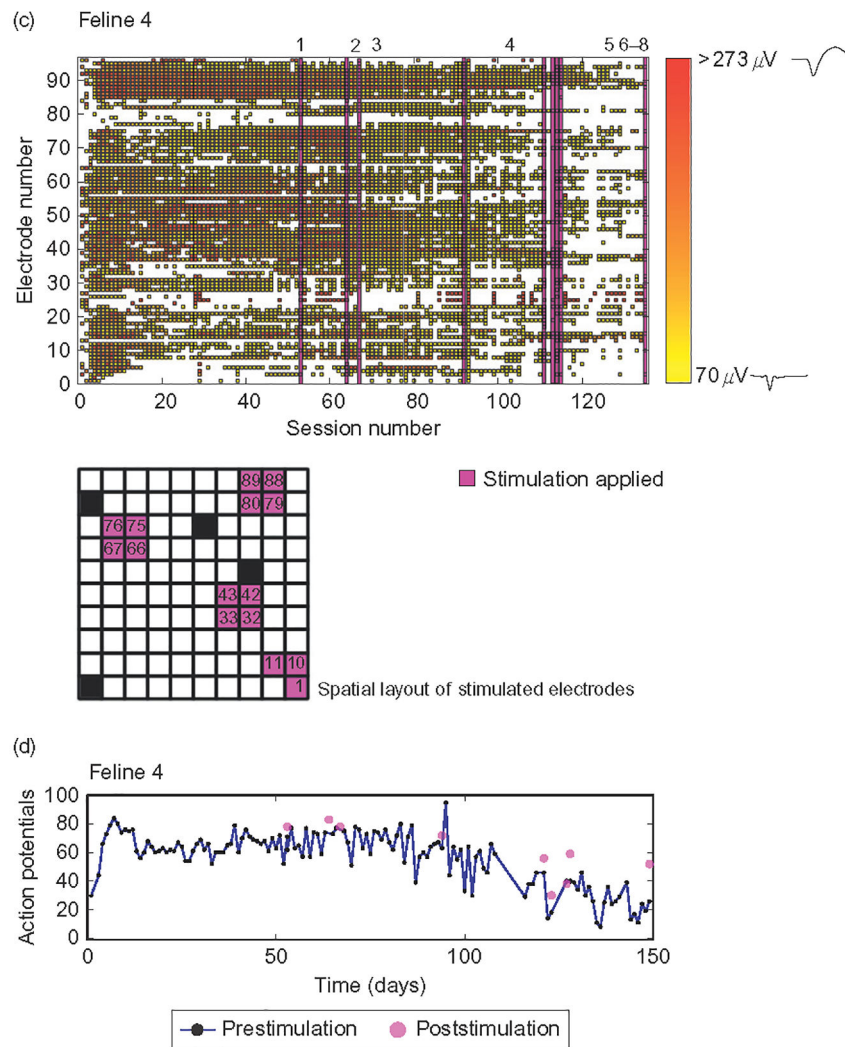 (c) Feline 4
1 2 3 4 5 6–8
Electrode number
90
80
70
60
50
40
30
20
10
0
0 20 40 60 80 100 120
Session number
>273 µV
70 µV
Stimulation applied
89 88
80 79
76 75
67 66
43 42
33 32
11 10
1
Spatial layout of stimulated electrodes
(d)
Feline 4
Action potentials
100
80
60
40
20
0
0 50 100 150
Time (days)
Prestimulation Poststimulation